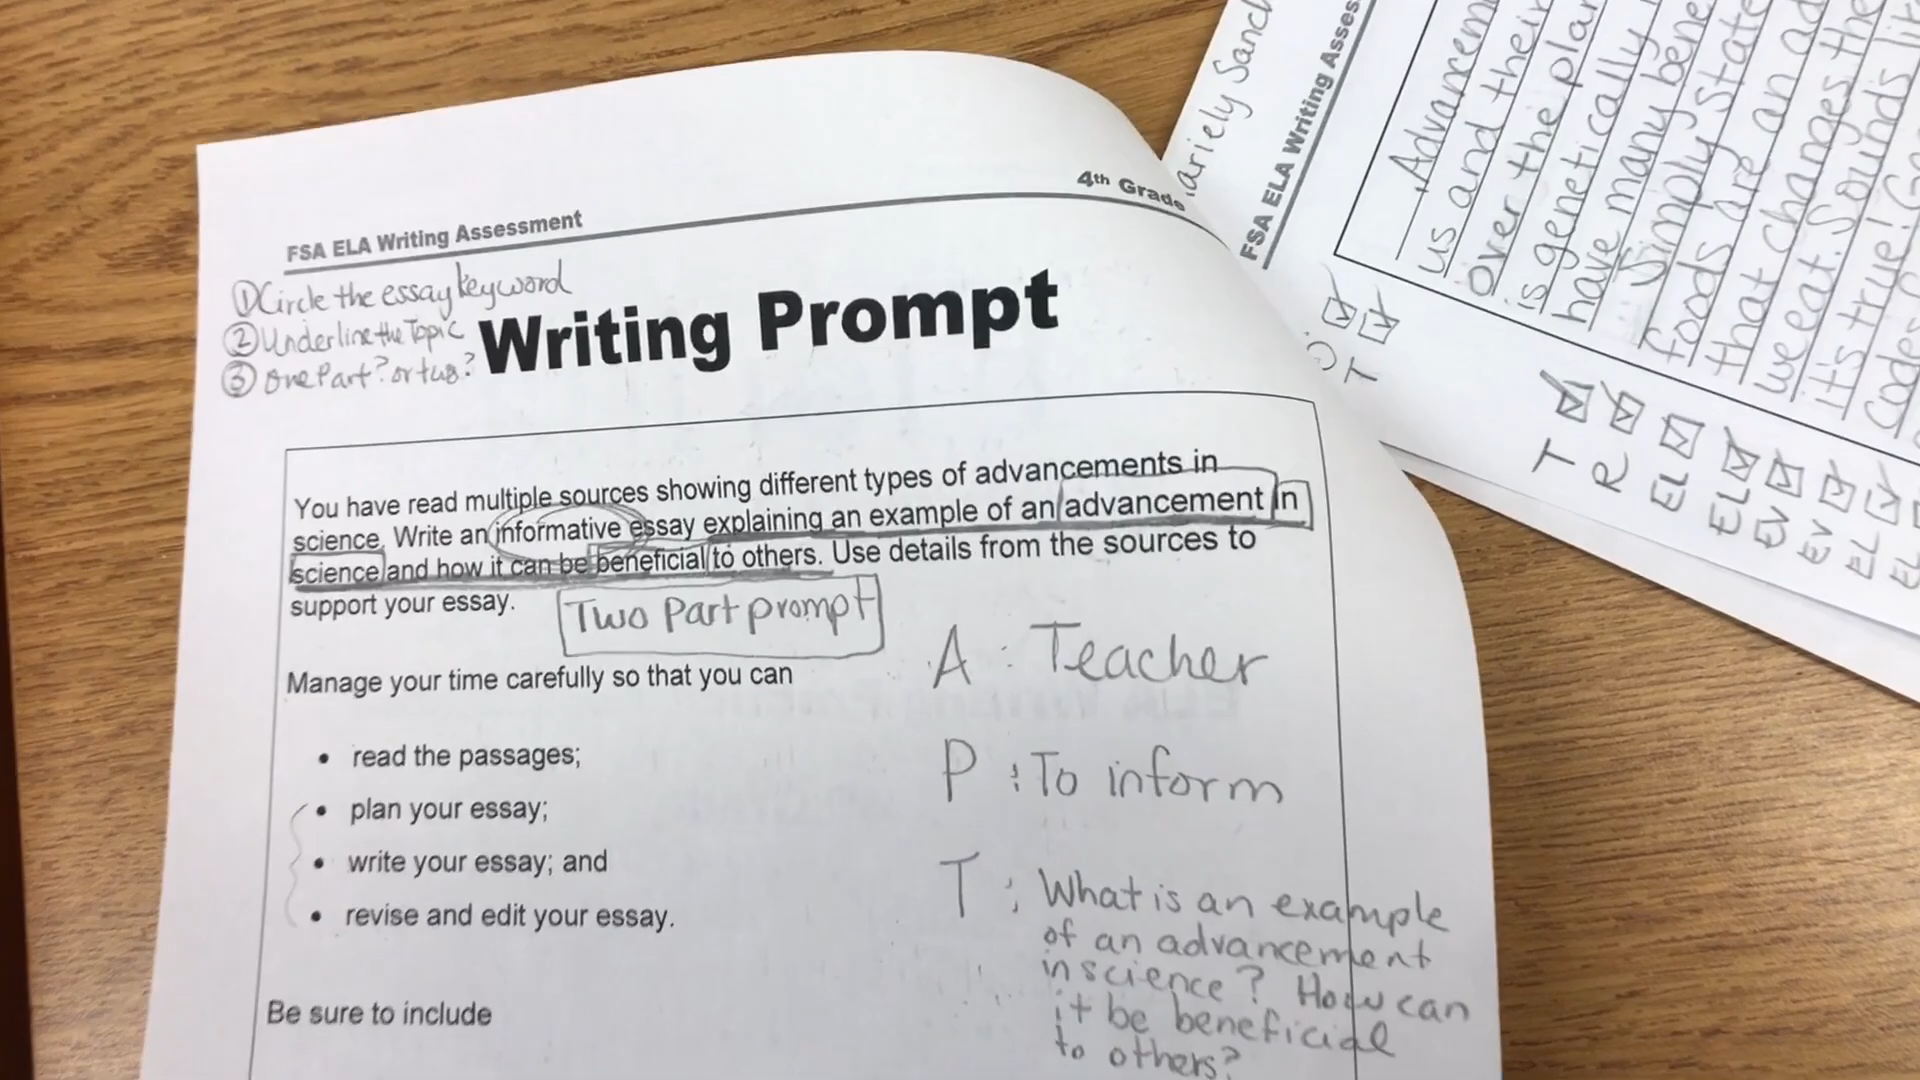 FSA ELA Writing Assessment
4th Grade
①Circle the essay keyword
②Underline the Topic
③ One Part? or two?
Writing Prompt
You have read multiple sources showing different types of advancements in
science. Write an informative essay explaining an example of an advancement in
science and how it can be beneficial to others. Use details from the sources to
support your essay.
Two Part prompt
Manage your time carefully so that you can
• read the passages;
• plan your essay;
• write your essay; and
• revise and edit your essay.
Be sure to include
A : Teacher
P : To inform
T : What is an example
of an advancement
in science? How can
it be beneficial
to others?
ariely Sanch
FSA ELA Writing Asses
Advancem
us and their
over the plan
is genetically
have many bene
Simply State
foods are an ad
that changes the
we eat. Sounds lik
it's true! Go
codes
T
T
R
EL
EL
EV
EV
EL
EL